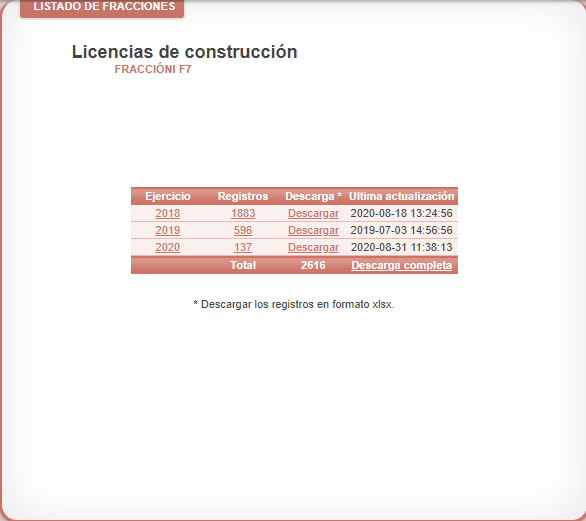 LISTADO DE FRACCIONES
Licencias de construcción
FRACCIÓNI F7
Ejercicio Registros Descarga * Ultima actualización
2018 1883 Descargar 2020-08-18 13:24:56
2019 596 Descargar 2019-07-03 14:56:56
2020 137 Descargar 2020-08-31 11:38:13
Total 2616 Descarga completa
* Descargar los registros en formato xlsx.